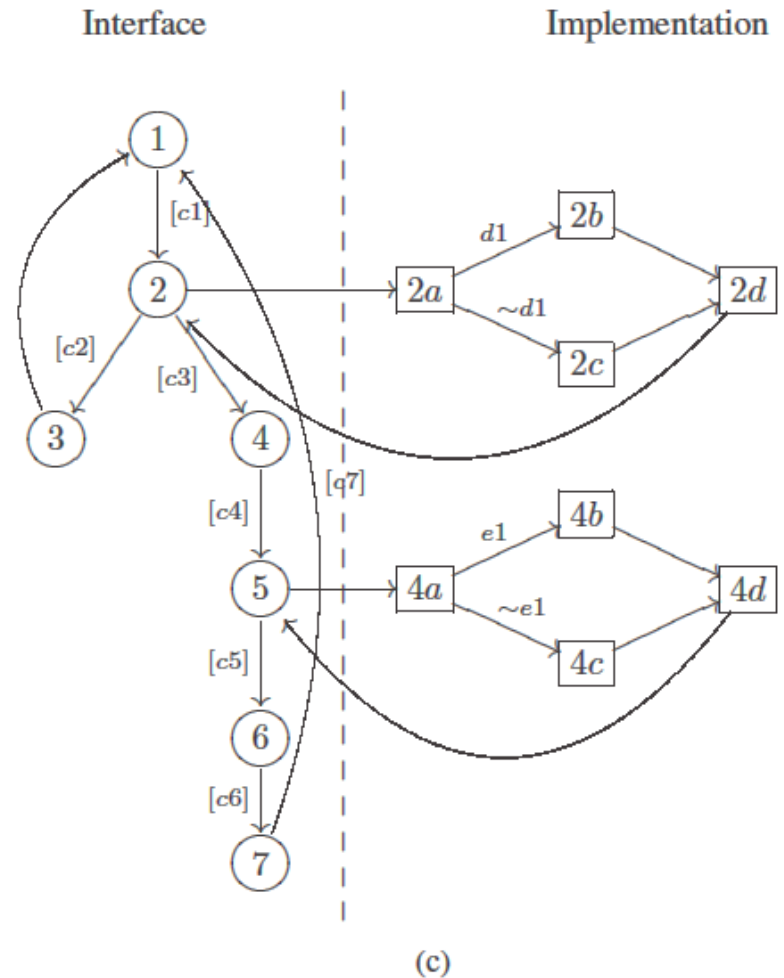 Interface Implementation
1
[c1]
2b
d1
2 2a 2d
~d1
[c2] [c3] 2c
3 4
[c7]
[c4] e1 4b
5 4a 4d
~e1
[c5] 4c
6
[c6]
7
(c)